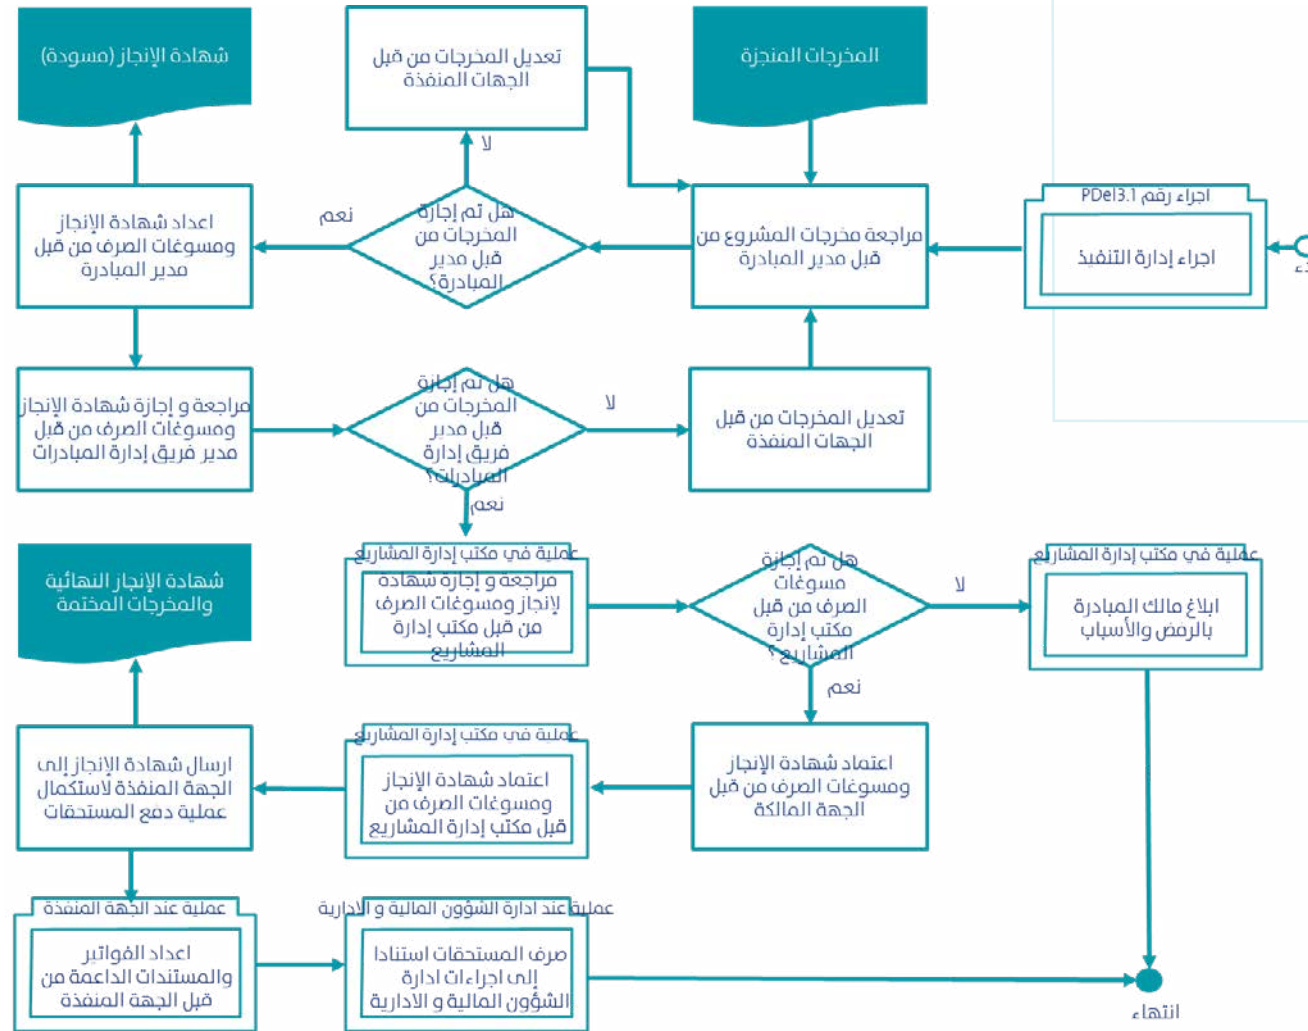 المخرجات المنجزة
تعديل المخرجات من قبل
الجهات المنفذة
شهادة الإنجاز (مسودة)
اجراء رقم PDel3.1
اجراء إدارة التنفيذ
مراجعة مخرجات المشروع من
قبل مدير المبادرة
هل تم إجازة
المخرجات من
قبل مدير
المبادرة؟
لا
نعم
اعداد شهادة الإنجاز
ومسوغات الصرف من قبل
مدير المبادرة
مراجعة و إجازة شهادة الإنجاز
ومسوغات الصرف من قبل
مدير فريق إدارة المبادرات
هل تم إجازة
المخرجات من
قبل مدير
فريق إدارة
المبادرات؟
لا
نعم
تعديل المخرجات من قبل
الجهات المنفذة
عملية في مكتب إدارة المشاريع
مراجعة و إجازة شهادة
لإنجاز ومسوغات الصرف
من قبل مكتب إدارة
المشاريع
هل تم إجازة
مسوغات
الصرف من قبل
مكتب إدارة
المشاريع؟
لا
نعم
عملية في مكتب إدارة المشاريع
ابلاغ مالك المبادرة
بالرفض والأسباب
شهادة الإنجاز النهائية
والمخرجات المختمة
اعتماد شهادة الإنجاز
ومسوغات الصرف من قبل
الجهة المالكة
عملية في مكتب إدارة المشاريع
اعتماد شهادة الإنجاز
ومسوغات الصرف من
قبل مكتب إدارة المشاريع
ارسال شهادة الإنجاز إلى
الجهة المنفذة لاستكمال
عملية دفع المستحقات
عملية عند الجهة المنفذة
اعداد الفواتير
والمستندات الداعمة من
قبل الجهة المنفذة
عملية عند ادارة الشؤون المالية و الادارية
صرف المستحقات استنادا
إلى اجراءات ادارة
الشؤون المالية و الادارية
انتهاء